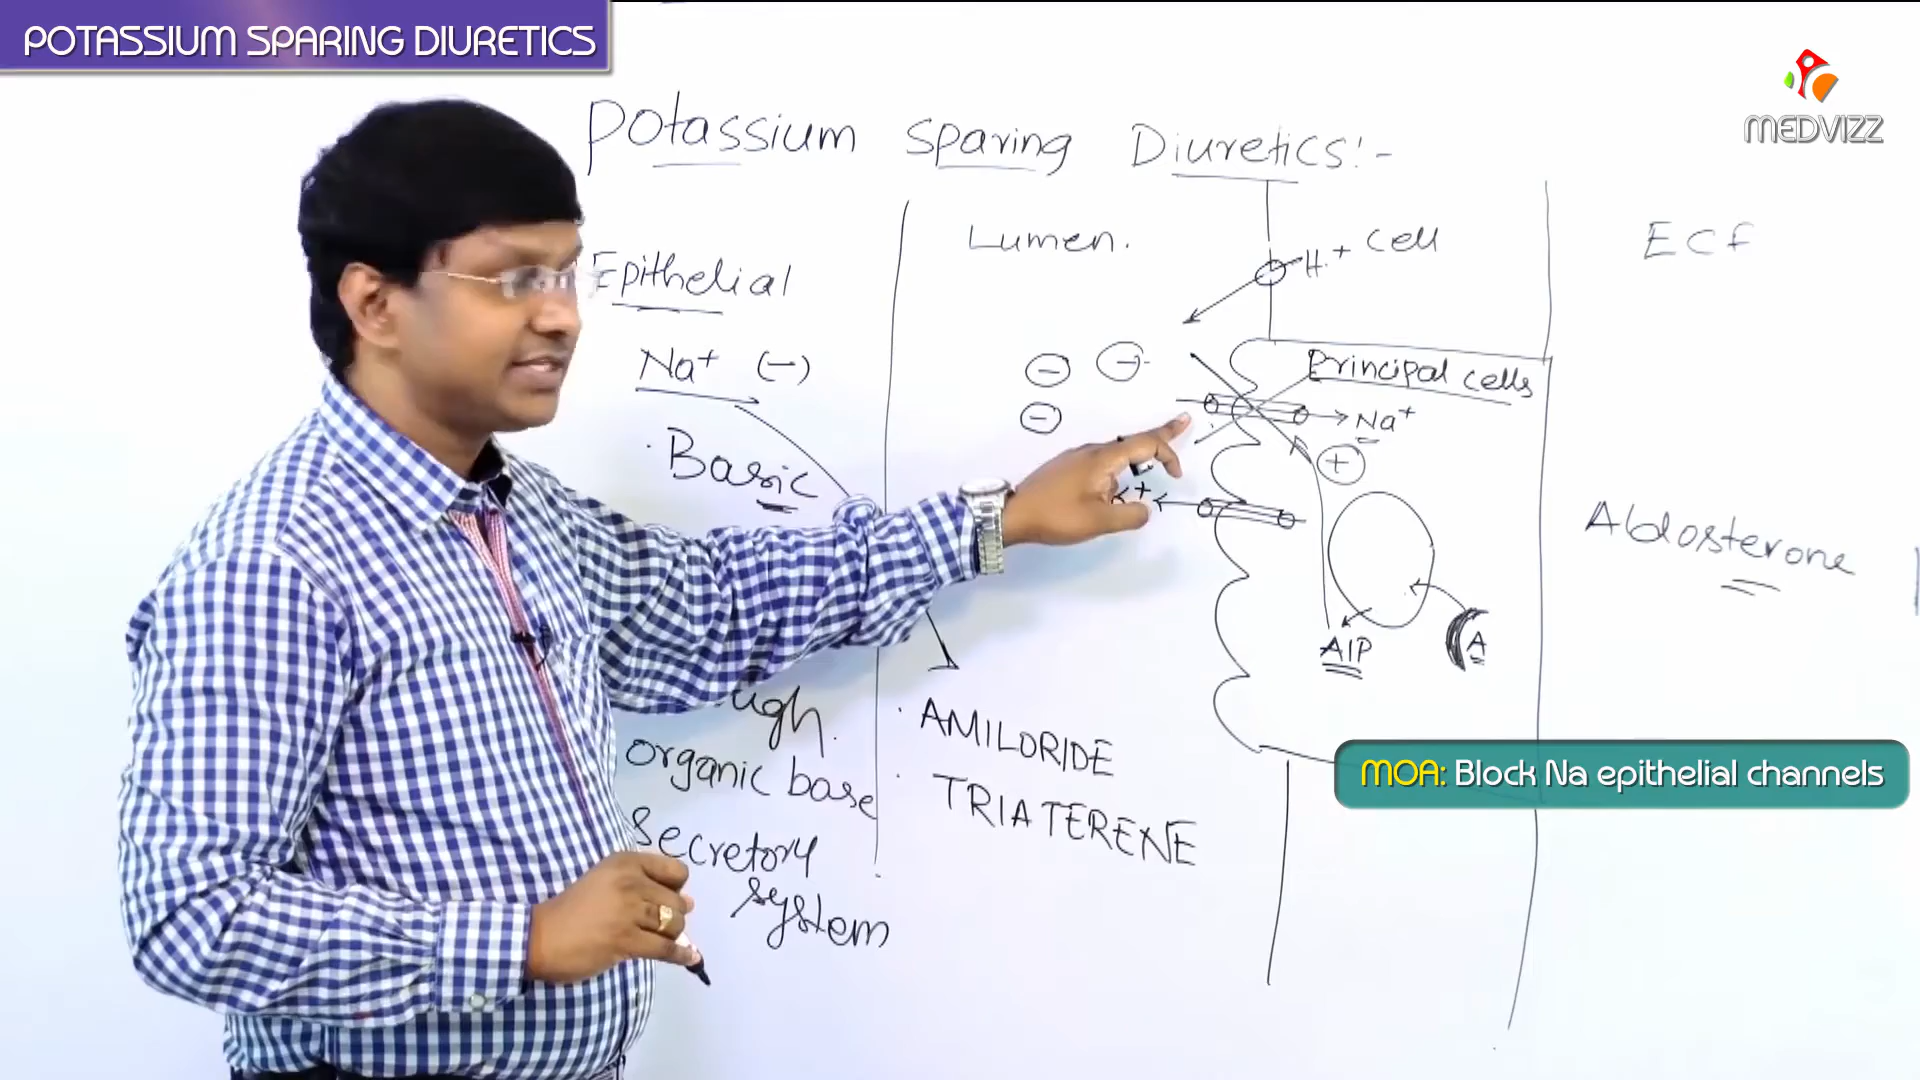 POTASSIUM SPARING DIURETICS
MEDVIZZ
Potassium Sparing Diuretics:-
Epithelial
Na+ (-)
Basic
organic base
secretory
system
Lumen.
H+ Cell
ECF
Principal cells
Na+
+
Aldosterone
AIP
A
AMILORIDE
TRIATERENE
MOA: Block Na epithelial channels